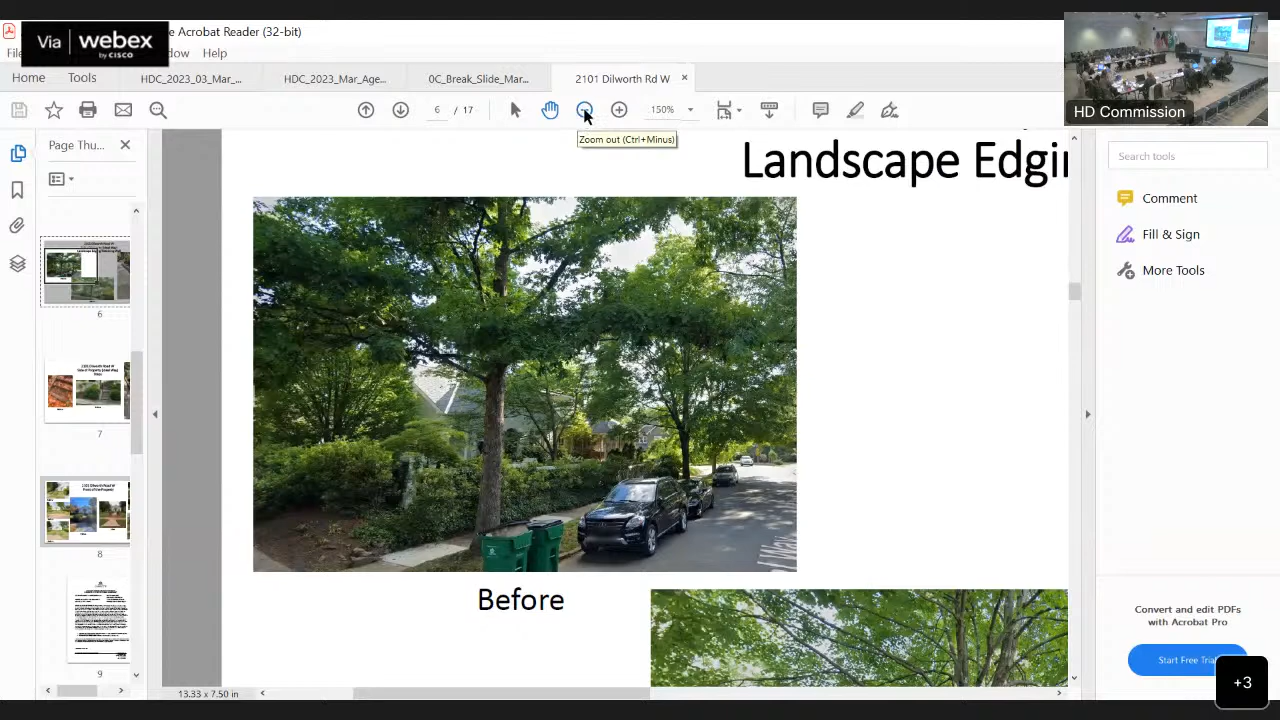 Via webex
by CISCO
e Acrobat Reader (32-bit)
dow Help
Home Tools HDC_2023_03_Mar_... HDC_2023_Mar_Age... 0C_Break_Slide_Mar... 2101 Dilworth Rd W ×
6 / 17 150%
Zoom out (Ctrl+Minus)
HD Commission
Page Thu...
Search tools
Comment
Fill & Sign
More Tools
Landscape Edgi
Before
6
7
8
9
Convert and edit PDFs
with Acrobat Pro
Start Free Trial
13.33 x 7.50 in
+3